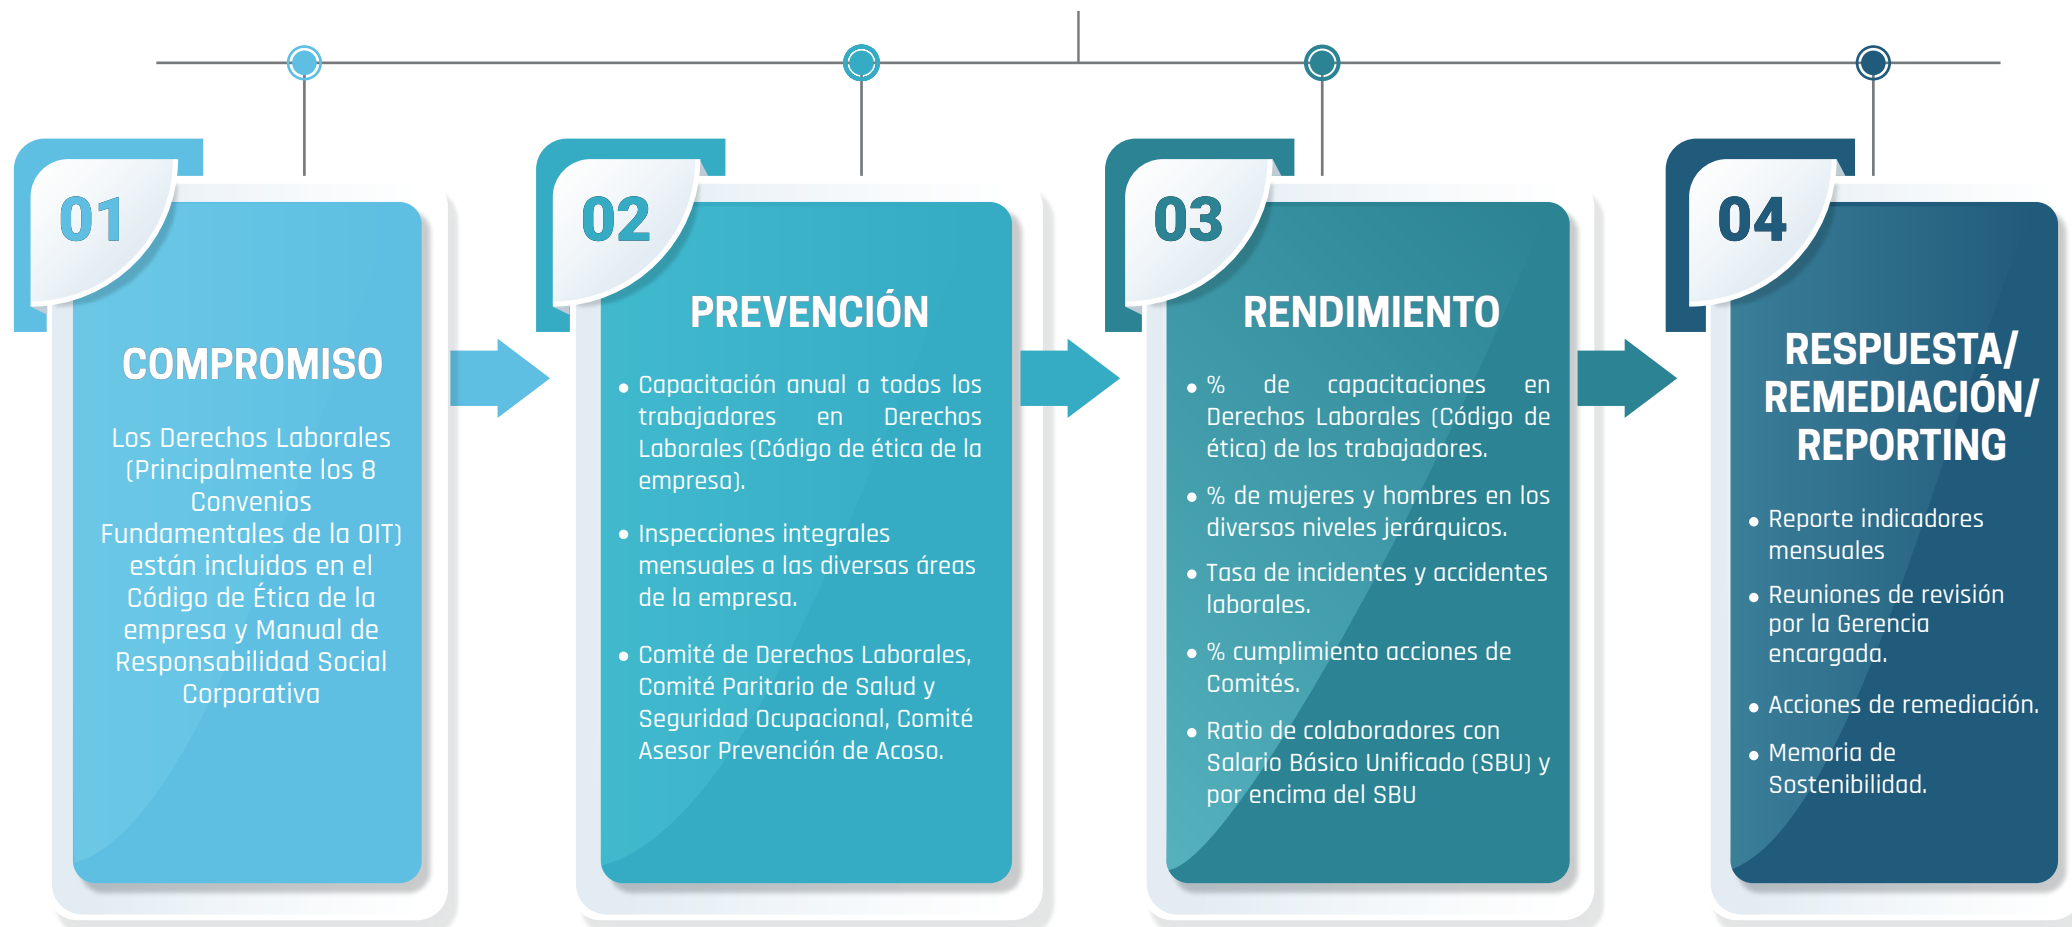 01
COMPROMISO
Los Derechos Laborales
(Principalmente los 8
Convenios
Fundamentales de la OIT)
están incluidos en el
Código de Ética de la
empresa y Manual de
Responsabilidad Social
Corporativa
02
PREVENCIÓN
Capacitación anual a todos los
trabajadores en Derechos
Laborales (Código de ética de la
empresa).
Inspecciones integrales
mensuales a las diversas áreas
de la empresa.
Comité de Derechos Laborales,
Comité Paritario de Salud y
Seguridad Ocupacional, Comité
Asesor Prevención de Acoso.
03
RENDIMIENTO
% de capacitaciones en
Derechos Laborales (Código de
ética) de los trabajadores.
% de mujeres y hombres en los
diversos niveles jerárquicos.
Tasa de incidentes y accidentes
laborales.
% cumplimiento acciones de
Comités.
Ratio de colaboradores con
Salario Básico Unificado (SBU) y
por encima del SBU
04
RESPUESTA/
REMEDIACIÓN/
REPORTING
Reporte indicadores
mensuales
Reuniones de revisión
por la Gerencia
encargada.
Acciones de remediación.
Memoria de
Sostenibilidad.